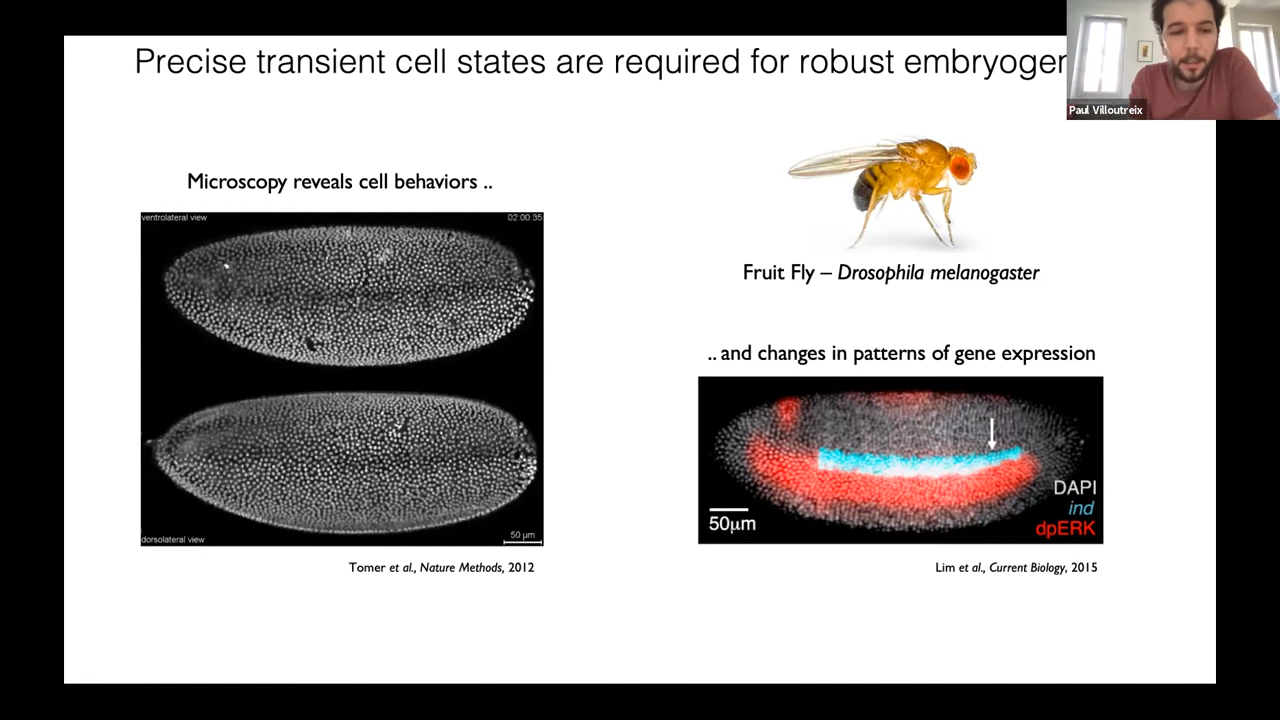 Precise transient cell states are required for robust embryogen
Paul Villoutreix
Microscopy reveals cell behaviors ..
ventrolateral view
02:00:35
dorsolateral view
50 µm
Tomer et al., Nature Methods, 2012
Fruit Fly – Drosophila melanogaster
.. and changes in patterns of gene expression
50µm
DAPI
ind
dpERK
Lim et al., Current Biology, 2015